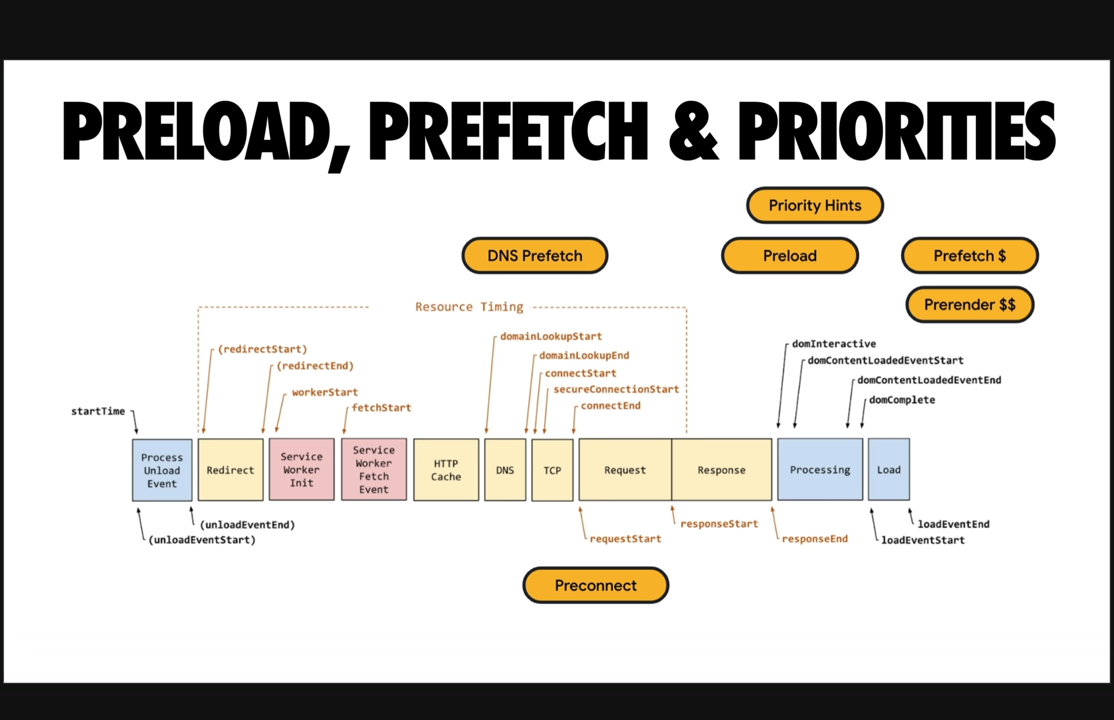 PRELOAD, PREFETCH & PRIORITIES
Priority Hints
DNS Prefetch
Preload
Prefetch $
Prerender $$
Resource Timing
domainLookupStart
domainLookupEnd
connectStart
secureConnectionStart
connectEnd
(redirectStart)
(redirectEnd)
workerStart
fetchStart
startTime
domInteractive
domContentLoadedEventStart
domContentLoadedEventEnd
domComplete
Process
Unload
Event
Redirect
Service
Worker
Init
Service
Worker
Fetch
Event
HTTP
Cache
DNS
TCP
Request
Response
Processing
Load
(unloadEventEnd)
(unloadEventStart)
requestStart
responseStart
responseEnd
loadEventEnd
loadEventStart
Preconnect